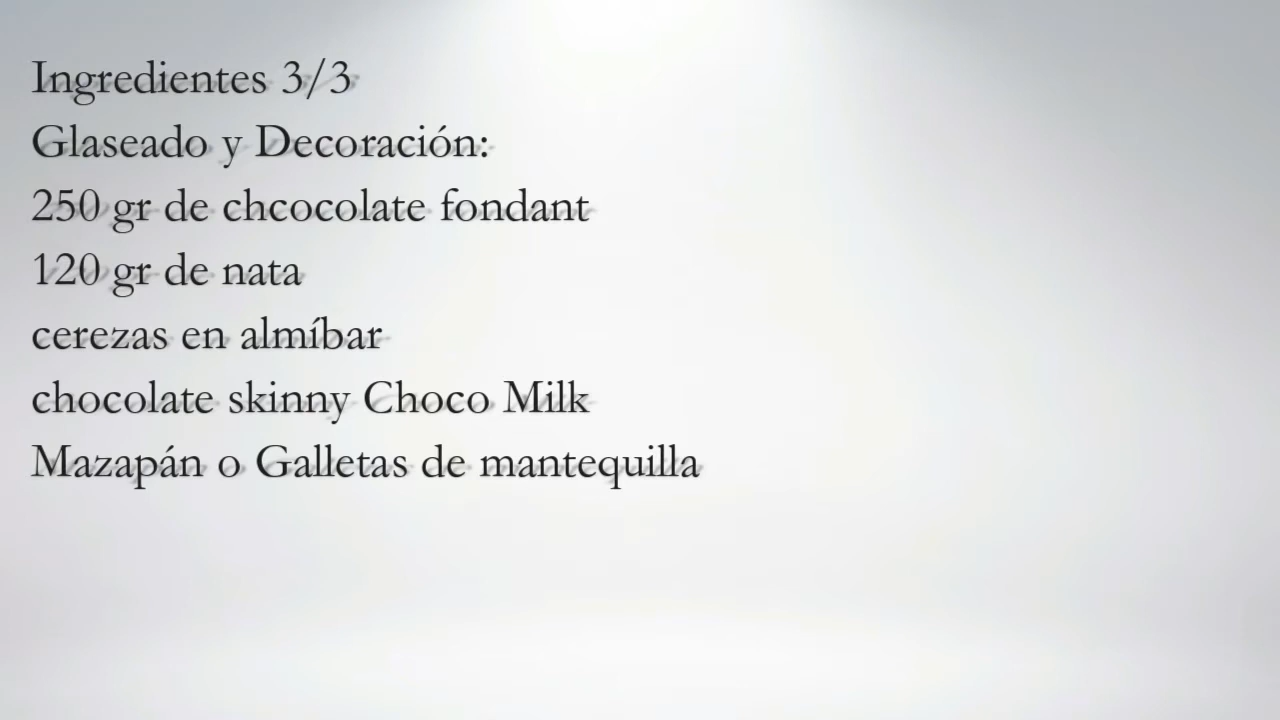 Ingredientes 3/3
Glaseado y Decoración:
250 gr de chcocolate fondant
120 gr de nata
cerezas en almíbar
chocolate skinny Choco Milk
Mazapán o Galletas de mantequilla